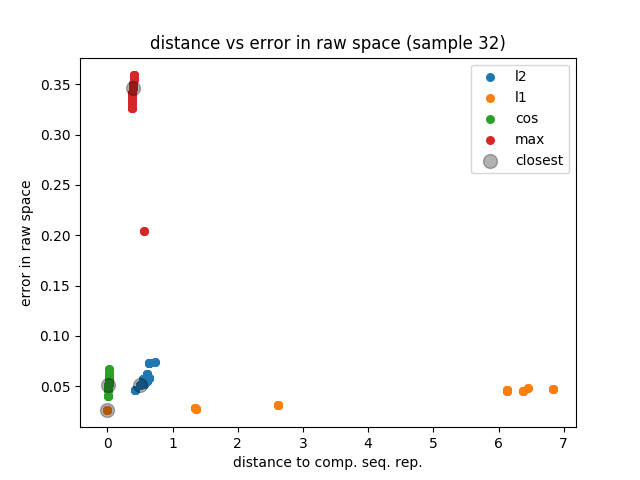 distance vs error in raw space (sample 32)
l2
l1
cos
max
closest
0.35
0.30
0.25
0.20
0.15
0.10
0.05
error in raw space
0 1 2 3 4 5 6 7
distance to comp. seq. rep.